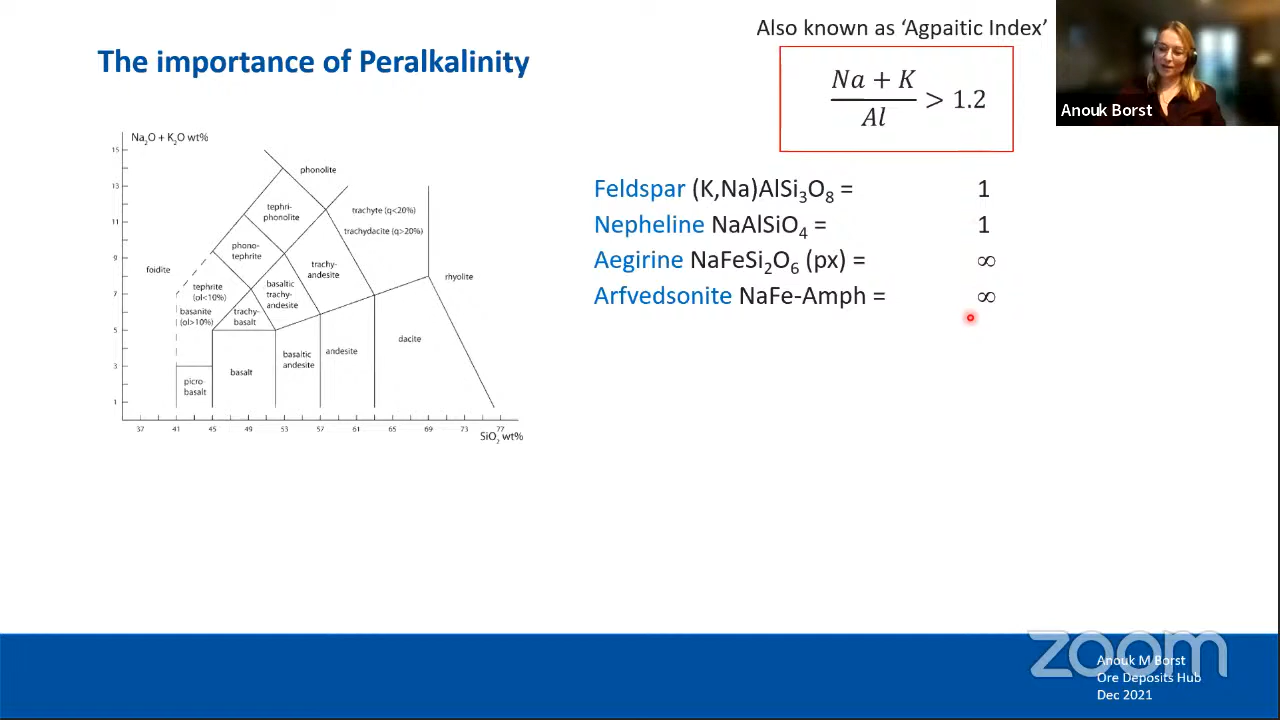 The importance of Peralkalinity
Also known as ‘Agpaitic Index’
Na + K
Al
> 1.2
Anouk Borst
Feldspar (K,Na)AlSi₃O₈ = 1
Nepheline NaAlSiO₄ = 1
Aegirine NaFeSi₂O₆ (px) = ∞
Arfvedsonite NaFe-Amph = ∞
Na₂O + K₂O wt%
15
13
11
9
7
5
3
1
phonolite
tephri-
phonolite
trachyte (q<20%)
trachydacite (q>20%)
phono-
tephrite
foidite
trachy-
andesite
rhyolite
tephrite
(ol<10%)
basaltic
trachy-
andesite
basanite
(ol>10%)
trachy-
basalt
dacite
andesite
basaltic
andesite
basalt
picro-
basalt
37 41 45 49 53 57 61 65 69 73 77
SiO₂ wt%
zoom
Anouk M Borst
Ore Deposits Hub
Dec 2021